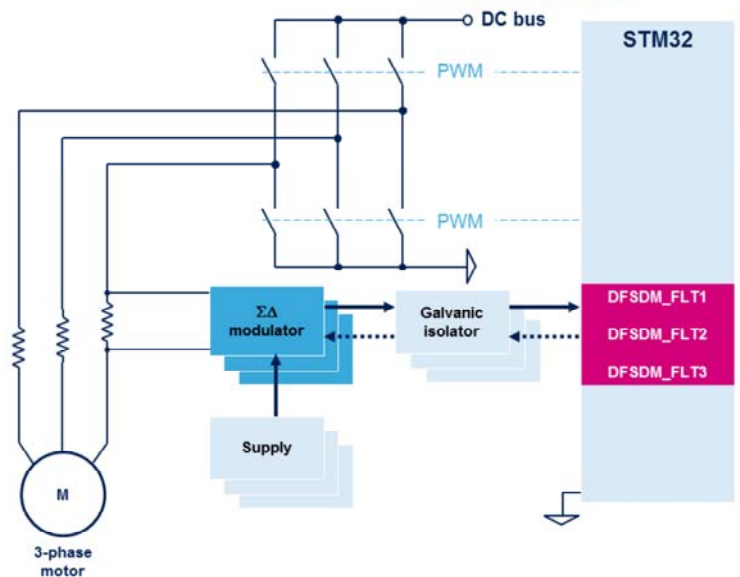 DC bus
STM32
PWM
PWM
ΣΔ
modulator
Galvanic
isolator
DFSDM_FLT1
DFSDM_FLT2
DFSDM_FLT3
Supply
M
3-phase
motor